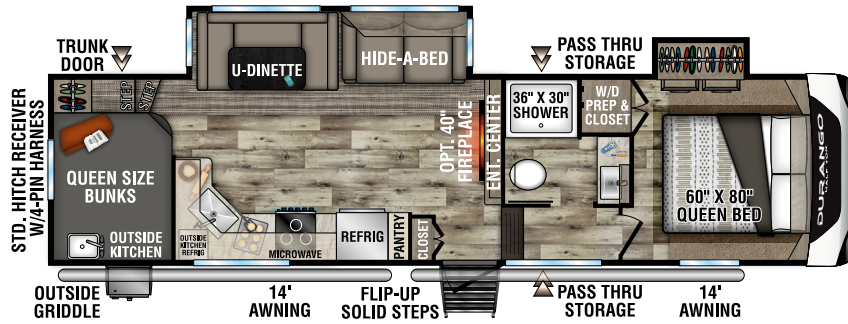 TRUNK
DOOR
PASS THRU
STORAGE
STD. HITCH RECEIVER
W/4-PIN HARNESS
STEP
STEP
U-DINETTE
HIDE-A-BED
36" X 30"
SHOWER
W/D
PREP &
CLOSET
OPT. 40"
FIREPLACE
ENT. CENTER
QUEEN SIZE
BUNKS
OUTSIDE
KITCHEN
OUTSIDE
KITCHEN
REFRIG
MICROWAVE
REFRIG
PANTRY
CLOSET
60" X 80"
QUEEN BED
DURANGO
HALF-TON
OUTSIDE
GRIDDLE
14'
AWNING
FLIP-UP
SOLID STEPS
PASS THRU
STORAGE
14'
AWNING